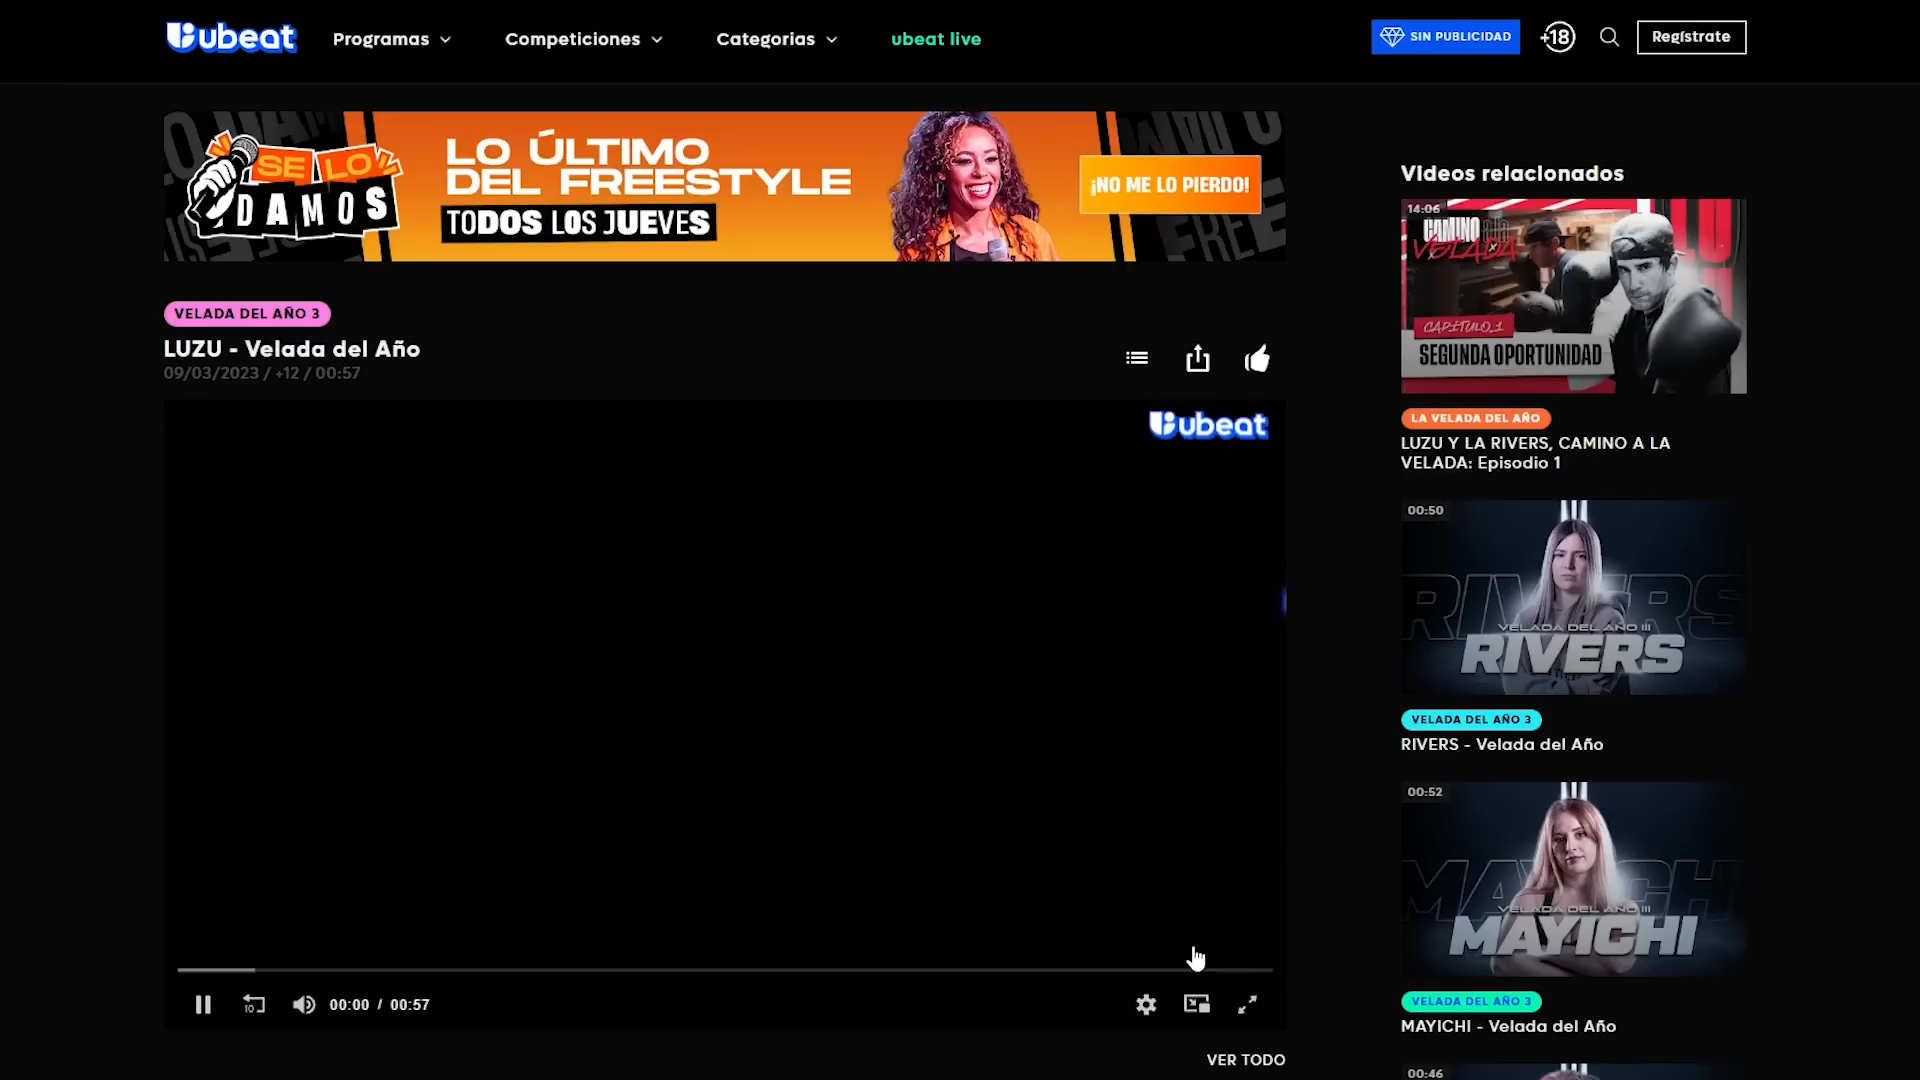 ubeat
Programas
Competiciones
Categorias
ubeat live
SIN PUBLICIDAD
+18
Regístrate
SE LO
DAMOS
LO ÚLTIMO
DEL FREESTYLE
TODOS LOS JUEVES
¡NO ME LO PIERDO!
VELADA DEL AÑO 3
LUZU - Velada del Año
09/03/2023 / +12 / 00:57
ubeat
10
00:00 / 00:57
VER TODO
Videos relacionados
14:06
CAMINO
VELADA
CAPÍTULO_1
SEGUNDA OPORTUNIDAD
LA VELADA DEL AÑO
LUZU Y LA RIVERS, CAMINO A LA
VELADA: Episodio 1
00:50
VELADA DEL AÑO III
RIVERS
VELADA DEL AÑO 3
RIVERS - Velada del Año
00:52
VELADA DEL AÑO III
MAYICHI
VELADA DEL AÑO 3
MAYICHI - Velada del Año
00:46